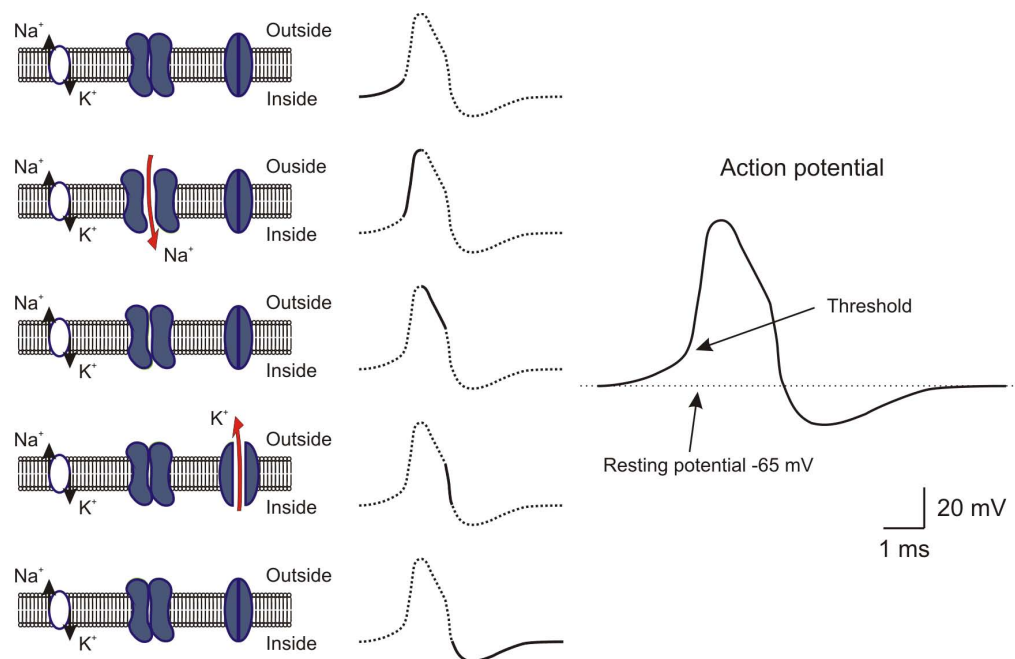 Na⁺
Outside
K⁺
Inside
Na⁺
Ouside
K⁺
Na⁺
Inside
Na⁺
Outside
K⁺
Inside
Na⁺
K⁺
Outside
K⁺
Inside
Na⁺
Outside
K⁺
Inside
Action potential
Threshold
Resting potential -65 mV
20 mV
1 ms